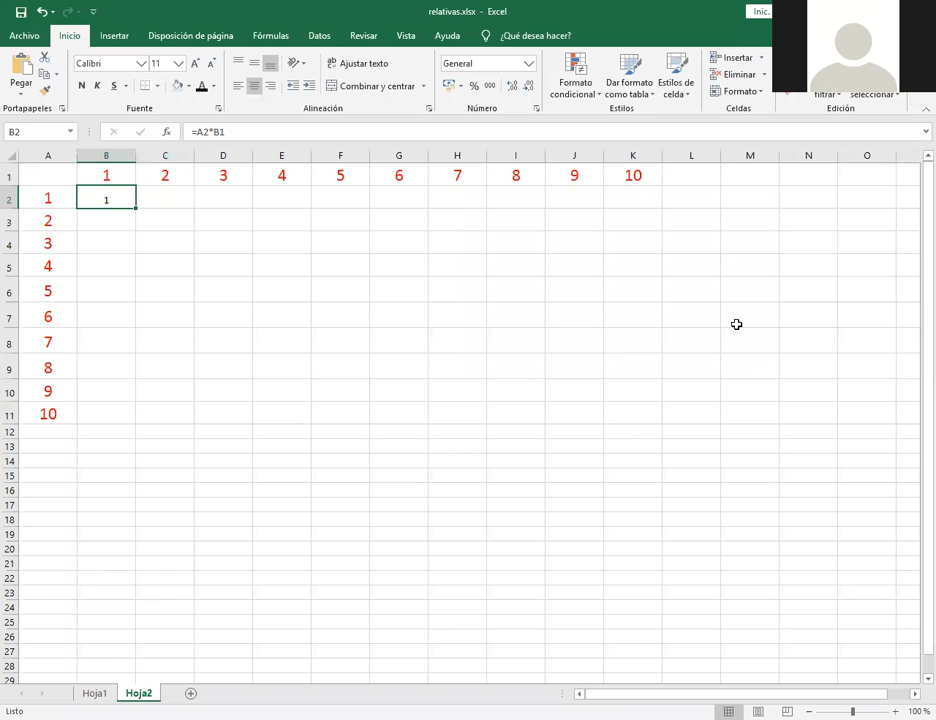 relativas.xlsx - Excel
Inic.
Archivo Inicio Insertar Disposición de página Fórmulas Datos Revisar Vista Ayuda ¿Qué desea hacer?
Pegar
Calibri 11
N K S
Ajustar texto
Combinar y centrar
General
% 000
Formato condicional
Dar formato como tabla
Estilos de celda
Insertar
Eliminar
Formato
filtrar seleccionar
Portapapeles Fuente Alineación Número Estilos Celdas Edición
B2 fx =A2*B1
A B C D E F G H I J K L M N O
1 1 2 3 4 5 6 7 8 9 10
2 1 1
3 2
4 3
5 4
6 5
7 6
8 7
9 8
10 9
11 10
12
13
14
15
16
17
18
19
20
21
22
23
24
25
26
27
28
29
Hoja1 Hoja2
Listo 100 %